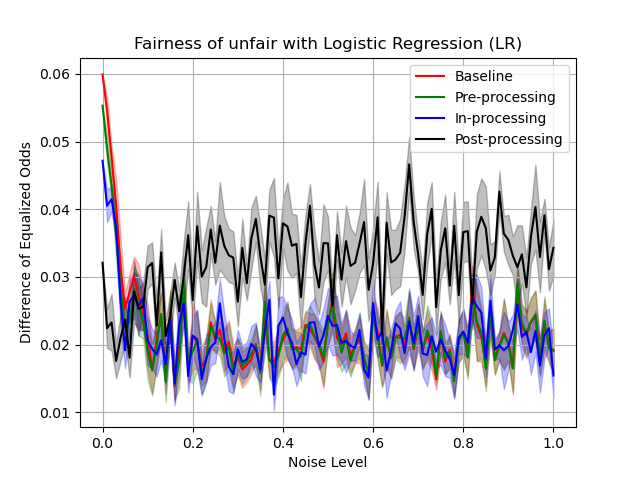 Fairness of unfair with Logistic Regression (LR)
Difference of Equalized Odds
0.06
0.05
0.04
0.03
0.02
0.01
Baseline
Pre-processing
In-processing
Post-processing
0.0 0.2 0.4 0.6 0.8 1.0
Noise Level